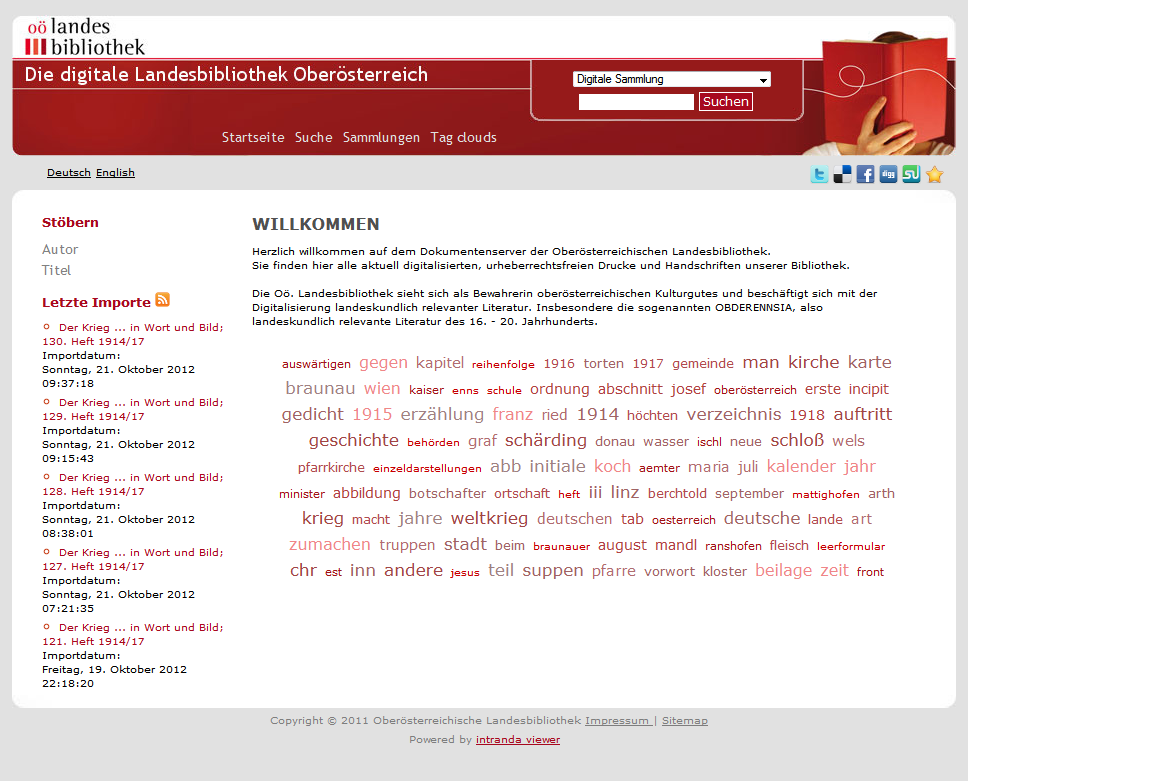 oö landes
bibliothek
Die digitale Landesbibliothek Oberösterreich
Digitale Sammlung
Suchen
Startseite Suche Sammlungen Tag clouds
Deutsch English
Stöbern
Autor
Titel
Letzte Importe
Der Krieg ... in Wort und Bild;
130. Heft 1914/17
Importdatum:
Sonntag, 21. Oktober 2012
09:37:18
Der Krieg ... in Wort und Bild;
129. Heft 1914/17
Importdatum:
Sonntag, 21. Oktober 2012
09:15:43
Der Krieg ... in Wort und Bild;
128. Heft 1914/17
Importdatum:
Sonntag, 21. Oktober 2012
08:38:01
Der Krieg ... in Wort und Bild;
127. Heft 1914/17
Importdatum:
Sonntag, 21. Oktober 2012
07:21:35
Der Krieg ... in Wort und Bild;
121. Heft 1914/17
Importdatum:
Freitag, 19. Oktober 2012
22:18:20
WILLKOMMEN
Herzlich willkommen auf dem Dokumentenserver der Oberösterreichischen Landesbibliothek.
Sie finden hier alle aktuell digitalisierten, urheberrechtsfreien Drucke und Handschriften unserer Bibliothek.
Die Oö. Landesbibliothek sieht sich als Bewahrerin oberösterreichischen Kulturgutes und beschäftigt sich mit der
Digitalisierung landeskundlich relevanter Literatur. Insbesondere die sogenannten OBDERENNSIA, also
landeskundlich relevante Literatur des 16. - 20. Jahrhunderts.
auswärtigen gegen kapitel reihenfolge 1916 torten 1917 gemeinde man kirche karte
braunau wien kaiser enns schule ordnung abschnitt josef oberösterreich erste incipit
gedicht 1915 erzählung franz ried 1914 höchten verzeichnis 1918 auftritt
geschichte behörden graf schärding donau wasser ischl neue schloß wels
pfarrkirche einzeldarstellungen abb initiale koch aemter maria juli kalender jahr
minister abbildung botschafter ortschaft heft iii linz berchtold september mattighofen arth
krieg macht jahre weltkrieg deutschen tab oesterreich deutsche lande art
zumachen truppen stadt beim braunauer august mandl ranshofen fleisch leerformular
chr est inn andere jesus teil suppen pfarre vorwort kloster beilage zeit front
Copyright © 2011 Oberösterreichische Landesbibliothek Impressum | Sitemap
Powered by intranda viewer